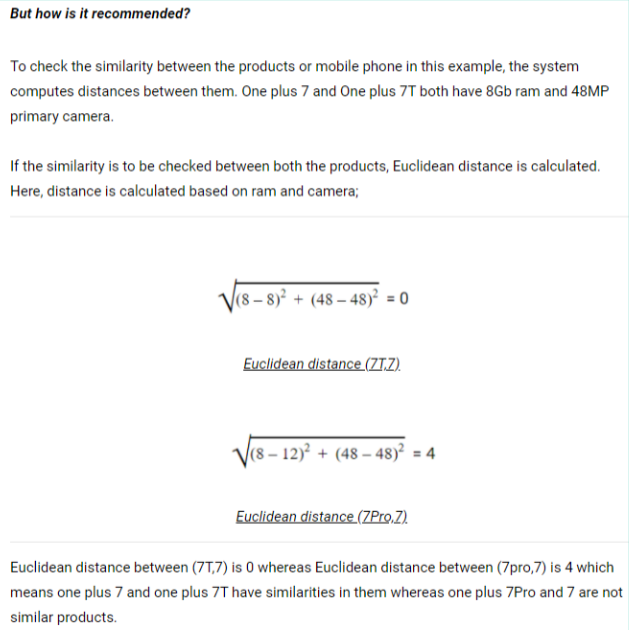 But how is it recommended?
To check the similarity between the products or mobile phone in this example, the system
computes distances between them. One plus 7 and One plus 7T both have 8Gb ram and 48MP
primary camera.
If the similarity is to be checked between both the products, Euclidean distance is calculated.
Here, distance is calculated based on ram and camera;
√(8 – 8)² + (48 – 48)² = 0
Euclidean distance (7T,7)
√(8 – 12)² + (48 – 48)² = 4
Euclidean distance (7Pro,7)
Euclidean distance between (7T,7) is 0 whereas Euclidean distance between (7pro,7) is 4 which
means one plus 7 and one plus 7T have similarities in them whereas one plus 7Pro and 7 are not
similar products.